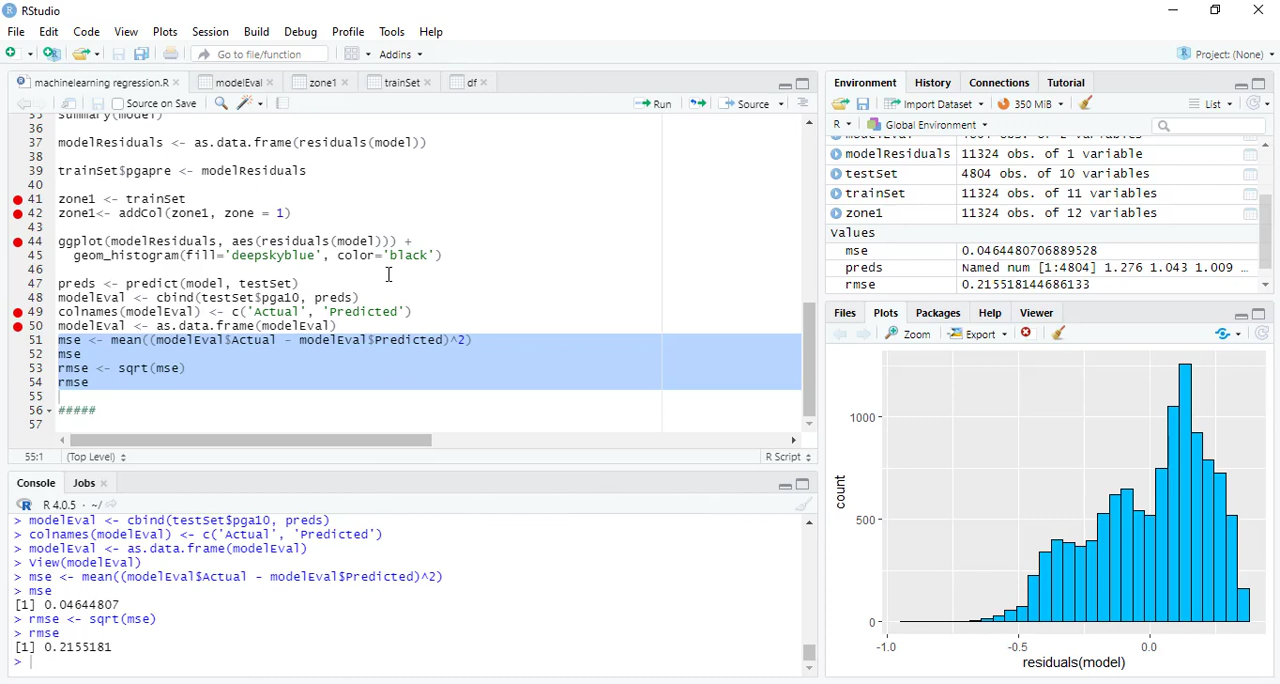 RStudio
File Edit Code View Plots Session Build Debug Profile Tools Help
Go to file/function
Addins
Project: (None)
machinelearning regression.R
modelEval
zone1
trainSet
df
Source on Save
Run
Source
36
37 modelResiduals <- as.data.frame(residuals(model))
38
39 trainSet$pgapre <- modelResiduals
40
41 zone1 <- trainSet
42 zone1<- addCol(zone1, zone = 1)
43
44 ggplot(modelResiduals, aes(residuals(model))) +
45 geom_histogram(fill='deepskyblue', color='black')
46
47 preds <- predict(model, testSet)
48 modelEval <- cbind(testSet$pga10, preds)
49 colnames(modelEval) <- c('Actual', 'Predicted')
50 modelEval <- as.data.frame(modelEval)
51 mse <- mean((modelEval$Actual - modelEval$Predicted)^2)
52 mse
53 rmse <- sqrt(mse)
54 rmse
55
56 #####
57
55:1 (Top Level) R Script
Console Jobs
R 4.0.5 · ~/
> modelEval <- cbind(testSet$pga10, preds)
> colnames(modelEval) <- c('Actual', 'Predicted')
> modelEval <- as.data.frame(modelEval)
> View(modelEval)
> mse <- mean((modelEval$Actual - modelEval$Predicted)^2)
> mse
[1] 0.04644807
> rmse <- sqrt(mse)
> rmse
[1] 0.2155181
>
Environment History Connections Tutorial
Import Dataset 350 MiB List
R Global Environment
modelResiduals 11324 obs. of 1 variable
testSet 4804 obs. of 10 variables
trainSet 11324 obs. of 11 variables
zone1 11324 obs. of 12 variables
Values
mse 0.0464480706889528
preds Named num [1:4804] 1.276 1.043 1.009 ...
rmse 0.215518144686133
Files Plots Packages Help Viewer
Zoom Export
count
1000
500
0
-1.0 -0.5 0.0
residuals(model)